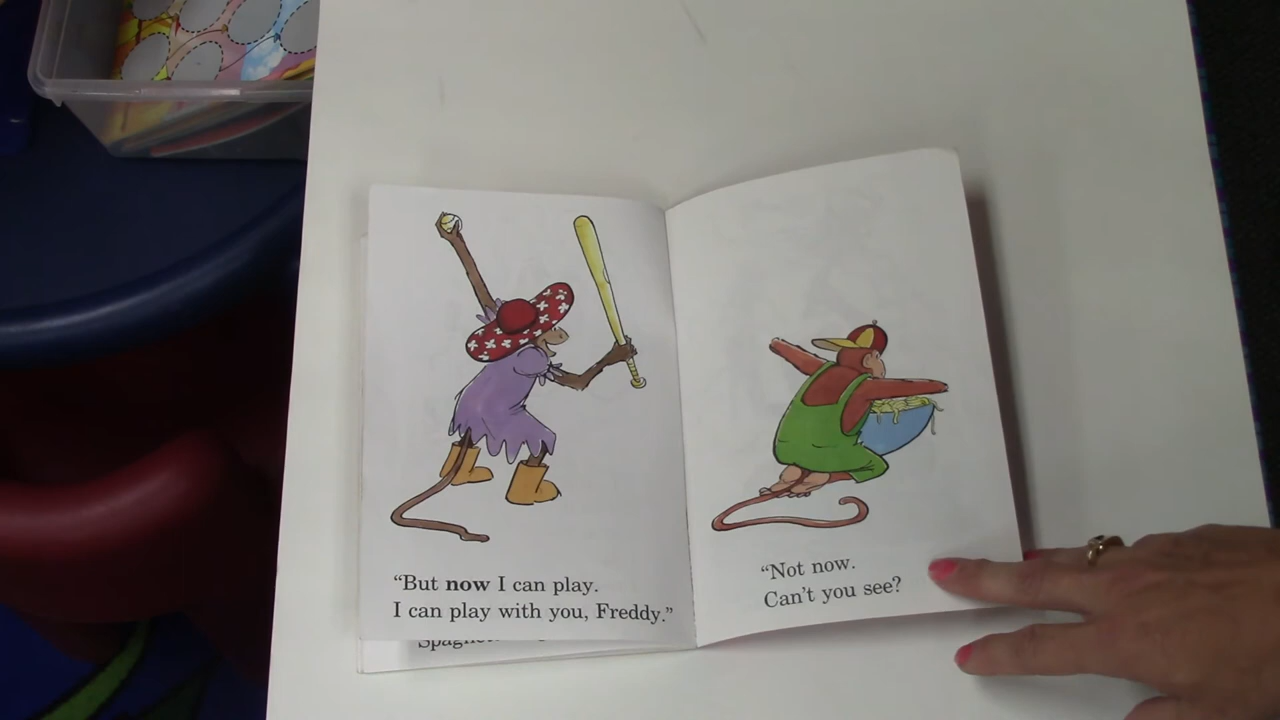 “But now I can play.
I can play with you, Freddy.”
“Not now.
Can’t you see?